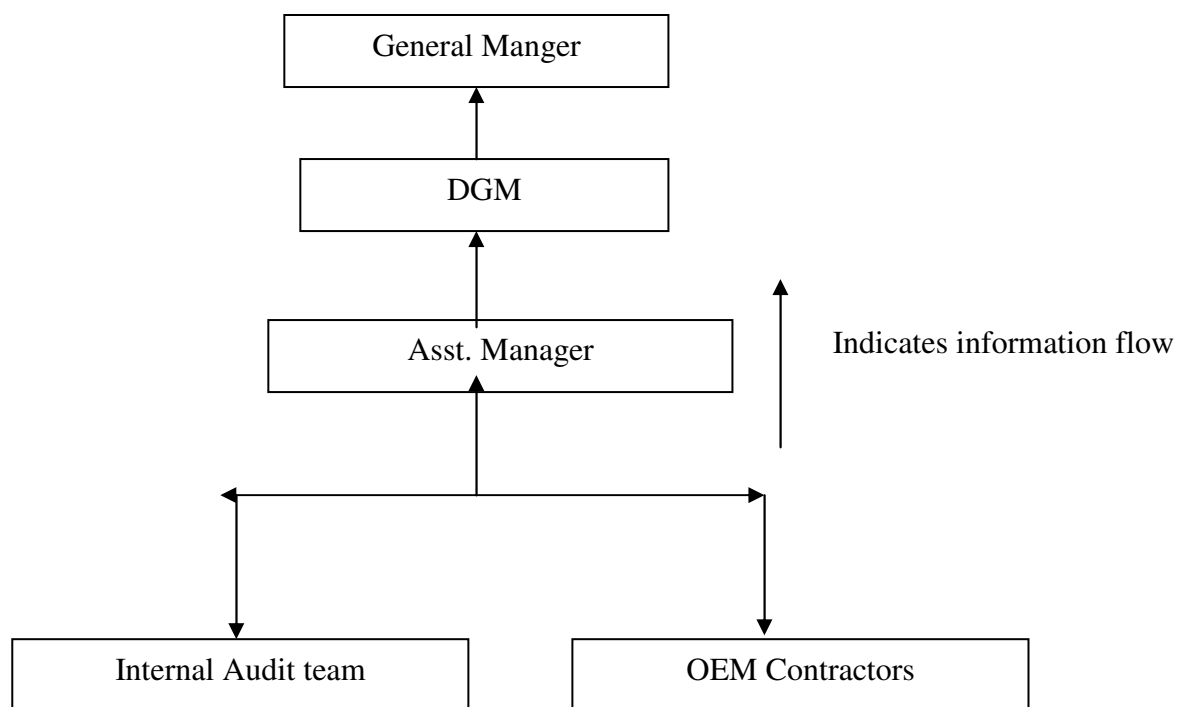 General Manger
DGM
Asst. Manager
Indicates information flow
Internal Audit team
OEM Contractors